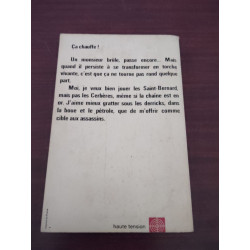 Ça chauffe !
Un monsieur brûle, passe encore... Mais,
quand il persiste à se transformer en torche
vivante, c'est que ça ne tourne pas rond quelque
part.
Moi, je veux bien jouer les Saint-Bernard,
mais pas les Cerbères, même si la chaîne est en
or. J'aime mieux gratter sous les derricks, dans
la boue et le pétrole, que de m'offrir comme
cible aux assassins.
haute tension